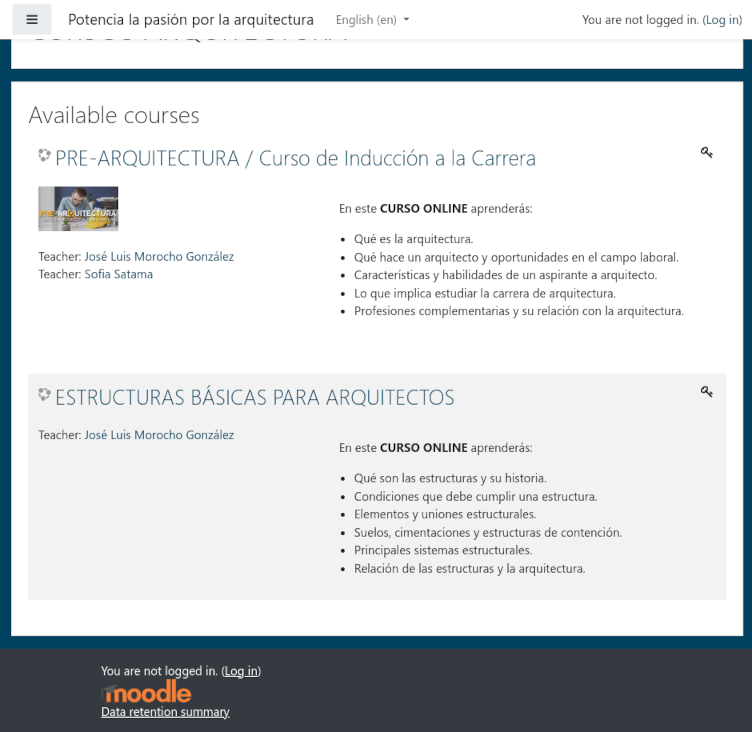 Potencia la pasión por la arquitectura
English (en)
You are not logged in. (Log in)
Available courses
PRE-ARQUITECTURA / Curso de Inducción a la Carrera
PRE-ARQUITECTURA
Teacher: José Luis Morocho González
Teacher: Sofia Satama
En este CURSO ONLINE aprenderás:
Qué es la arquitectura.
Qué hace un arquitecto y oportunidades en el campo laboral.
Características y habilidades de un aspirante a arquitecto.
Lo que implica estudiar la carrera de arquitectura.
Profesiones complementarias y su relación con la arquitectura.
ESTRUCTURAS BÁSICAS PARA ARQUITECTOS
Teacher: José Luis Morocho González
En este CURSO ONLINE aprenderás:
Qué son las estructuras y su historia.
Condiciones que debe cumplir una estructura.
Elementos y uniones estructurales.
Suelos, cimentaciones y estructuras de contención.
Principales sistemas estructurales.
Relación de las estructuras y la arquitectura.
You are not logged in. (Log in)
moodle
Data retention summary